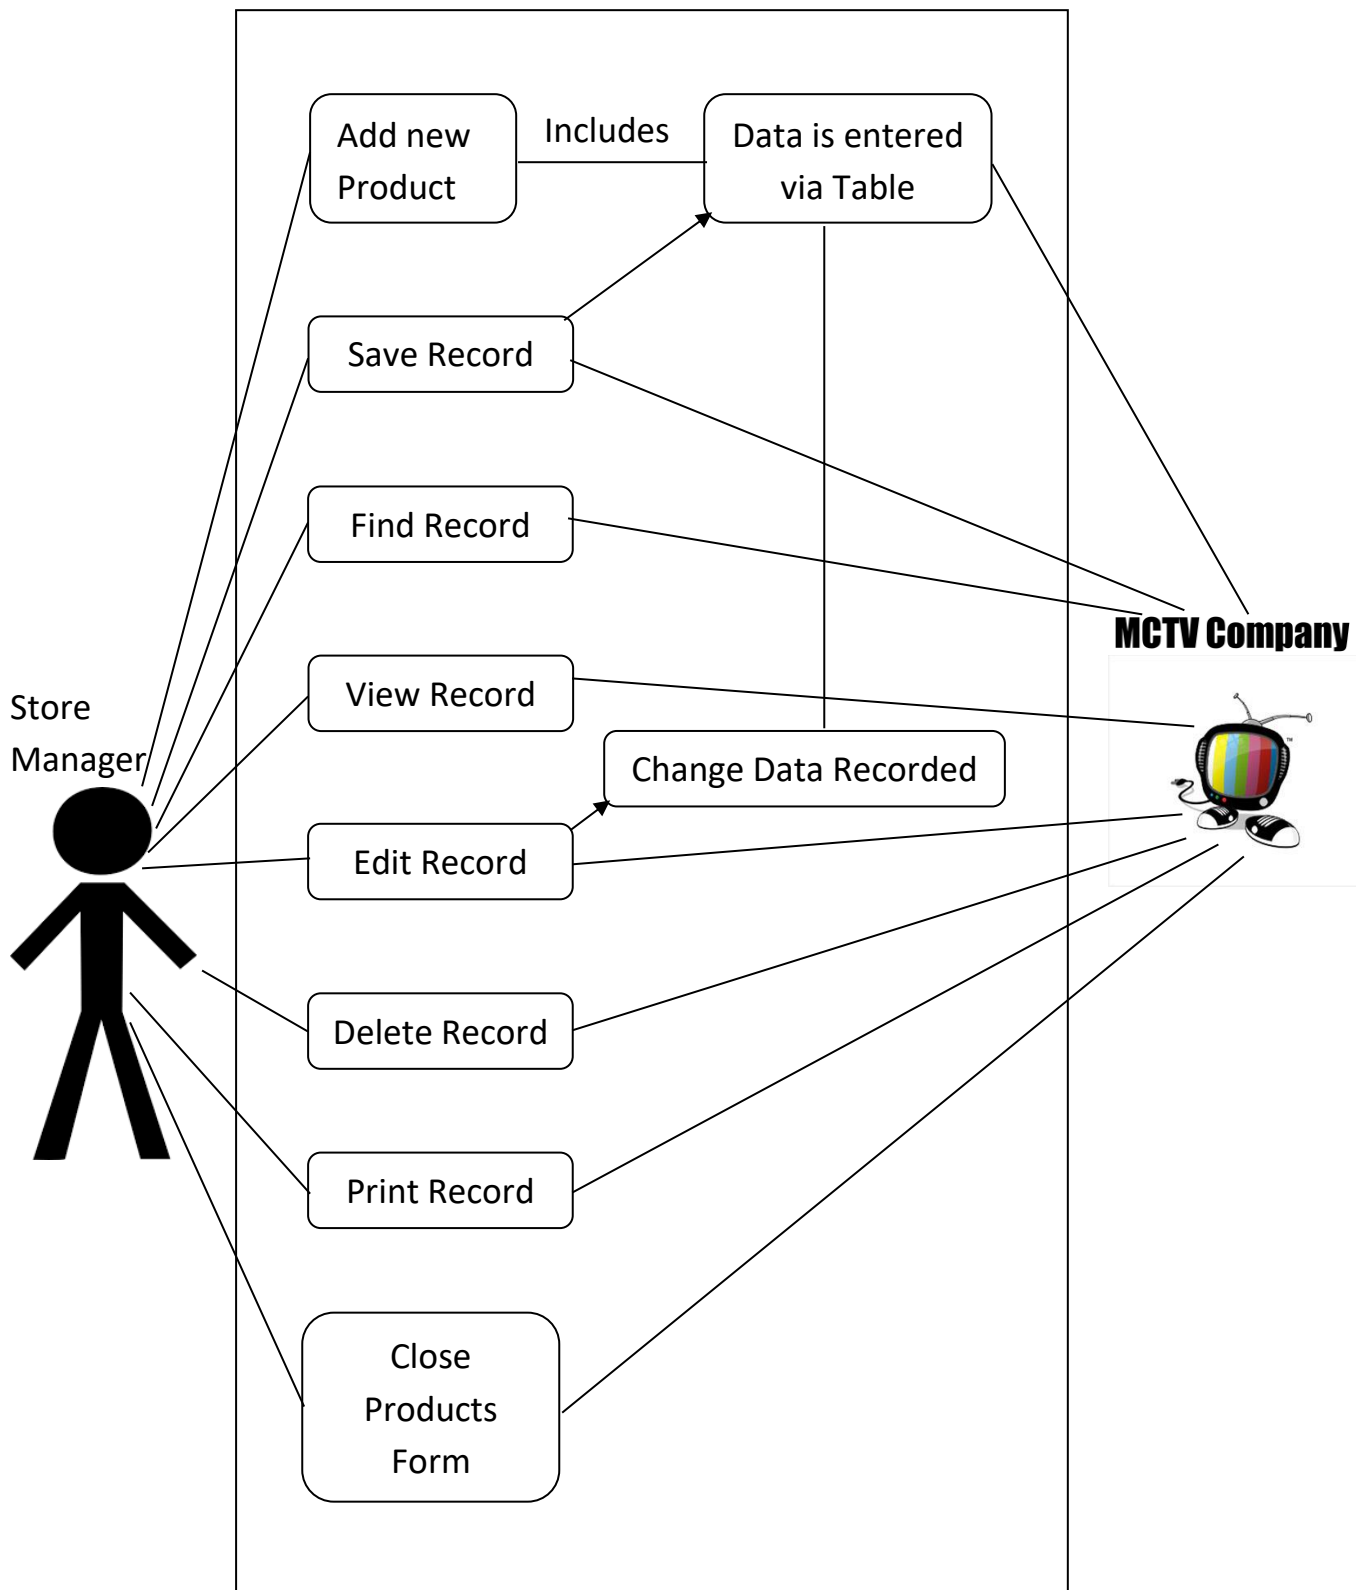 Add new
Product
Includes
Data is entered
via Table
Save Record
Find Record
MCTV Company
View Record
Store
Manager
Change Data Recorded
™
Edit Record
Delete Record
Print Record
Close
Products
Form